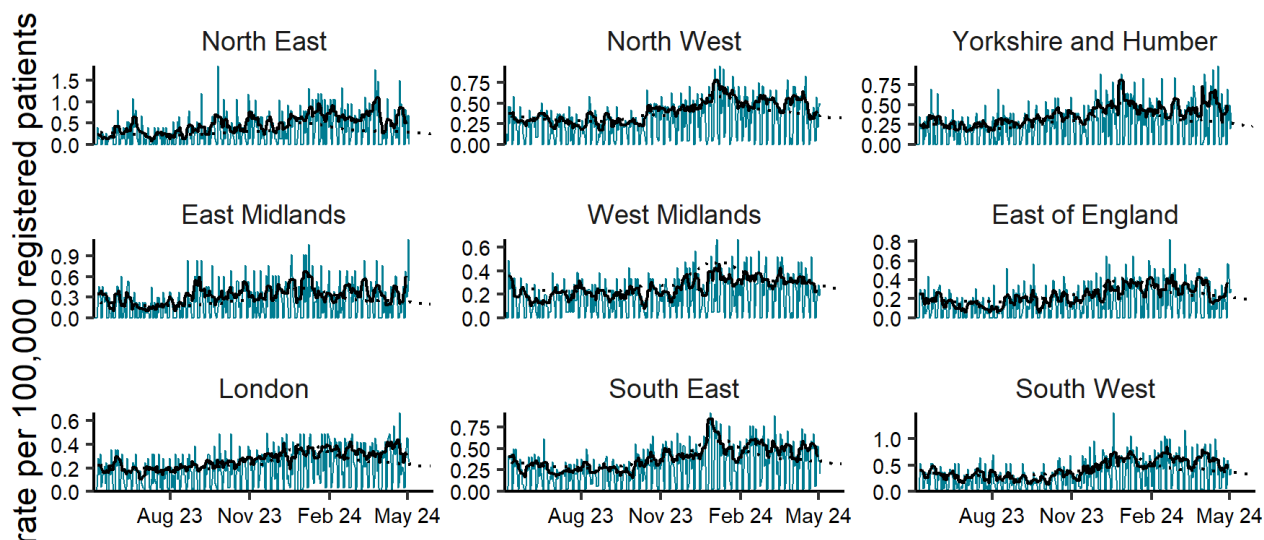 rate per 100,000 registered patients
North East
1.5
1.0
0.5
0.0
North West
0.75
0.50
0.25
0.00
Yorkshire and Humber
0.75
0.50
0.25
0.00
East Midlands
0.9
0.6
0.3
0.0
West Midlands
0.6
0.4
0.2
0.0
East of England
0.8
0.6
0.4
0.2
0.0
London
0.6
0.4
0.2
0.0
Aug 23 Nov 23 Feb 24 May 24
South East
0.75
0.50
0.25
0.00
Aug 23 Nov 23 Feb 24 May 24
South West
1.0
0.5
0.0
Aug 23 Nov 23 Feb 24 May 24